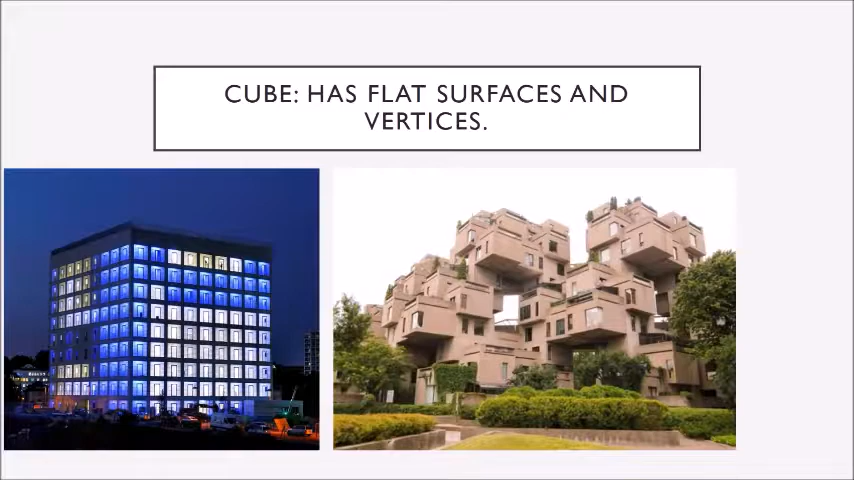 CUBE: HAS FLAT SURFACES AND
VERTICES.